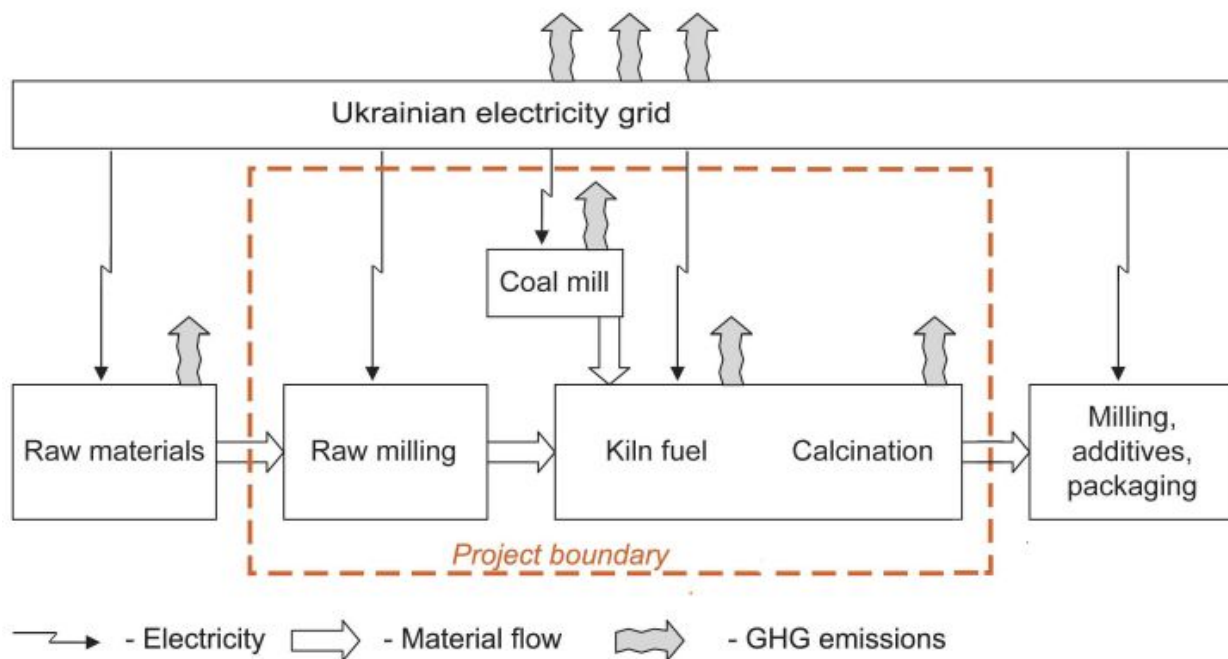 Ukrainian electricity grid
Coal mill
Raw materials
Raw milling
Kiln fuel
Calcination
Milling,
additives,
packaging
Project boundary
- Electricity
- Material flow
- GHG emissions